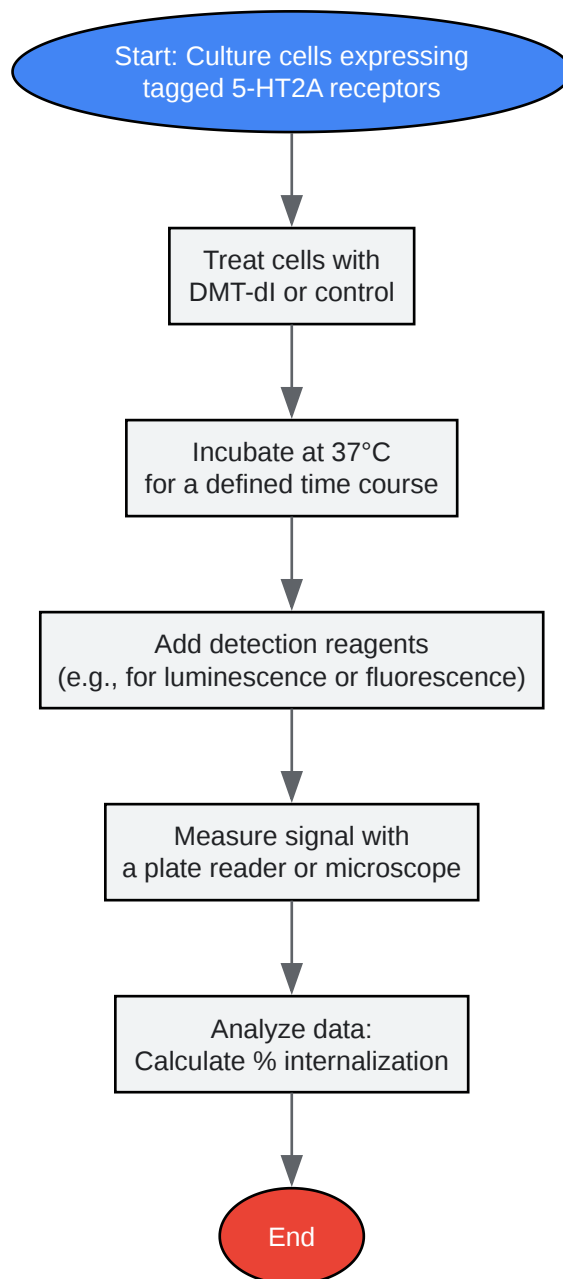 Start: Culture cells expressing
tagged 5-HT2A receptors
Treat cells with
DMT-dI or control
Incubate at 37°C
for a defined time course
Add detection reagents
(e.g., for luminescence or fluorescence)
Measure signal with
a plate reader or microscope
Analyze data:
Calculate % internalization
End